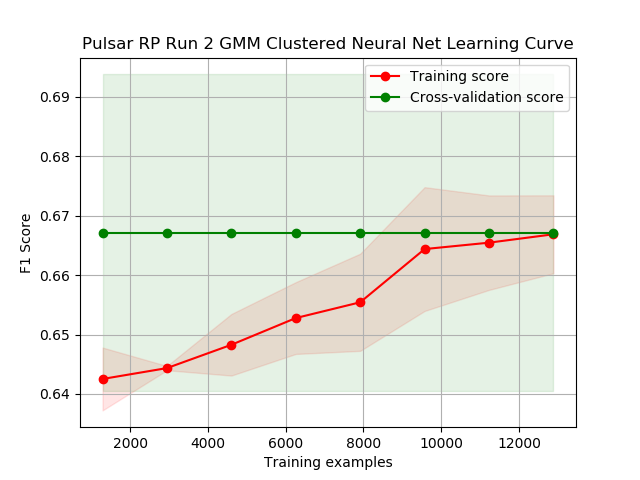 Pulsar RP Run 2 GMM Clustered Neural Net Learning Curve
Training score
Cross-validation score
F1 Score
0.69
0.68
0.67
0.66
0.65
0.64
2000 4000 6000 8000 10000 12000
Training examples